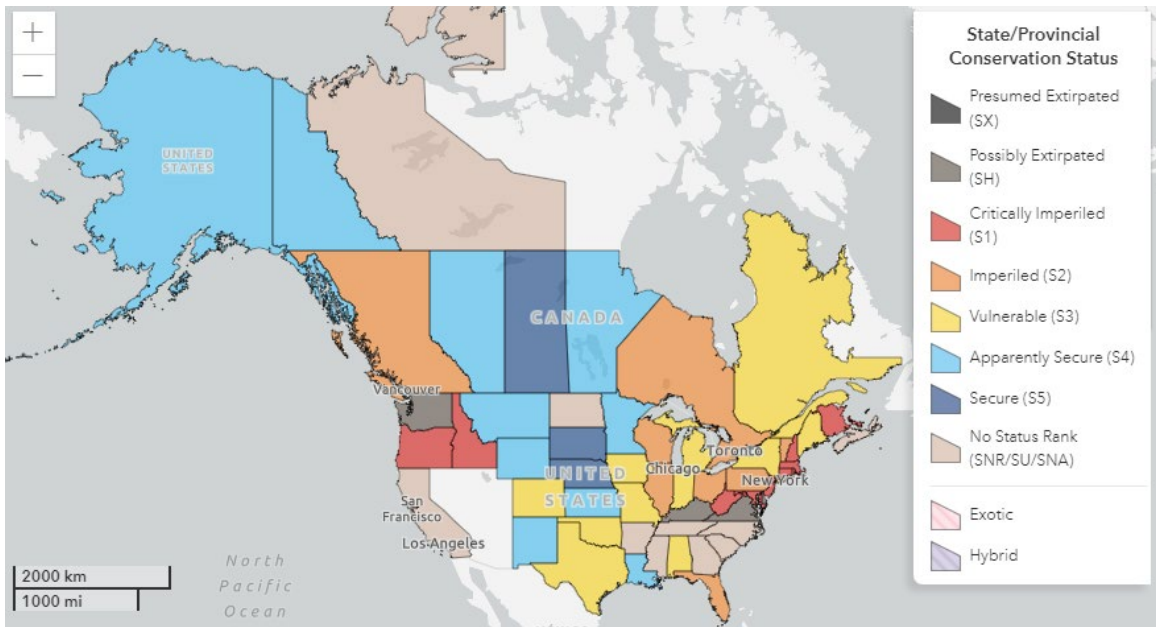 +
−
UNITED
STATES
CANADA
Vancouver
Toronto
Chicago
UNITED
New York
STATES
San
Francisco
Los Angeles
North
Pacific
Ocean
2000 km
1000 mi
State/Provincial
Conservation Status
Presumed Extirpated
(SX)
Possibly Extirpated
(SH)
Critically Imperiled
(S1)
Imperiled (S2)
Vulnerable (S3)
Apparently Secure (S4)
Secure (S5)
No Status Rank
(SNR/SU/SNA)
Exotic
Hybrid